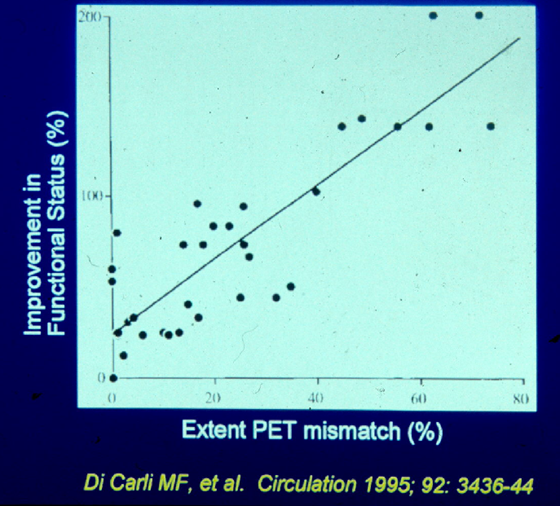 200
Improvement in
Functional Status (%)
100
0
0 20 40 60 80
Extent PET mismatch (%)
Di Carli MF, et al. Circulation 1995; 92: 3436-44